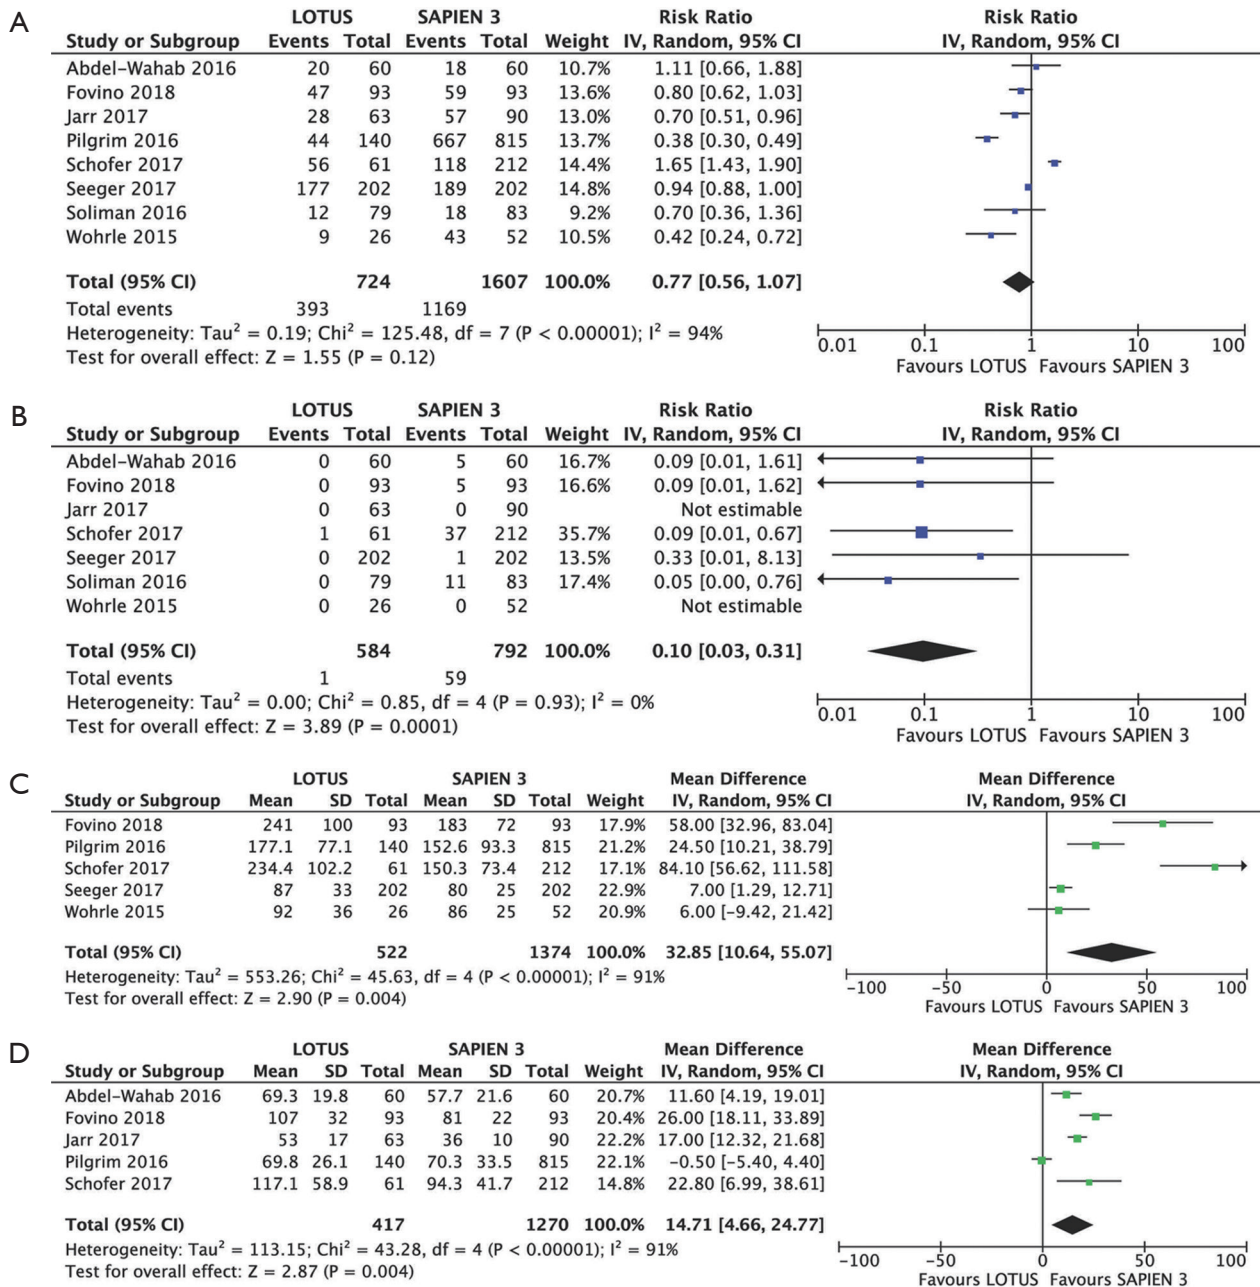 A
LOTUS SAPIEN 3 Risk Ratio Risk Ratio
Study or Subgroup Events Total Events Total Weight IV, Random, 95% CI IV, Random, 95% CI
Abdel-Wahab 2016 20 60 18 60 10.7% 1.11 [0.66, 1.88]
Fovino 2018 47 93 59 93 13.6% 0.80 [0.62, 1.03]
Jarr 2017 28 63 57 90 13.0% 0.70 [0.51, 0.96]
Pilgrim 2016 44 140 667 815 13.7% 0.38 [0.30, 0.49]
Schofer 2017 56 61 118 212 14.4% 1.65 [1.43, 1.90]
Seeger 2017 177 202 189 202 14.8% 0.94 [0.88, 1.00]
Soliman 2016 12 79 18 83 9.2% 0.70 [0.36, 1.36]
Wohrle 2015 9 26 43 52 10.5% 0.42 [0.24, 0.72]
Total (95% CI) 724 1607 100.0% 0.77 [0.56, 1.07]
Total events 393 1169
Heterogeneity: Tau² = 0.19; Chi² = 125.48, df = 7 (P < 0.00001); I² = 94%
Test for overall effect: Z = 1.55 (P = 0.12)
0.01 0.1 1 10 100
Favours LOTUS Favours SAPIEN 3
B
LOTUS SAPIEN 3 Risk Ratio Risk Ratio
Study or Subgroup Events Total Events Total Weight IV, Random, 95% CI IV, Random, 95% CI
Abdel-Wahab 2016 0 60 5 60 16.7% 0.09 [0.01, 1.61]
Fovino 2018 0 93 5 93 16.6% 0.09 [0.01, 1.62]
Jarr 2017 0 63 0 90 Not estimable
Schofer 2017 1 61 37 212 35.7% 0.09 [0.01, 0.67]
Seeger 2017 0 202 1 202 13.5% 0.33 [0.01, 8.13]
Soliman 2016 0 79 11 83 17.4% 0.05 [0.00, 0.76]
Wohrle 2015 0 26 0 52 Not estimable
Total (95% CI) 584 792 100.0% 0.10 [0.03, 0.31]
Total events 1 59
Heterogeneity: Tau² = 0.00; Chi² = 0.85, df = 4 (P = 0.93); I² = 0%
Test for overall effect: Z = 3.89 (P = 0.0001)
0.01 0.1 1 10 100
Favours LOTUS Favours SAPIEN 3
C
LOTUS SAPIEN 3 Mean Difference Mean Difference
Study or Subgroup Mean SD Total Mean SD Total Weight IV, Random, 95% CI IV, Random, 95% CI
Fovino 2018 241 100 93 183 72 93 17.9% 58.00 [32.96, 83.04]
Pilgrim 2016 177.1 77.1 140 152.6 93.3 815 21.2% 24.50 [10.21, 38.79]
Schofer 2017 234.4 102.2 61 150.3 73.4 212 17.1% 84.10 [56.62, 111.58]
Seeger 2017 87 33 202 80 25 202 22.9% 7.00 [1.29, 12.71]
Wohrle 2015 92 36 26 86 25 52 20.9% 6.00 [-9.42, 21.42]
Total (95% CI) 522 1374 100.0% 32.85 [10.64, 55.07]
Heterogeneity: Tau² = 553.26; Chi² = 45.63, df = 4 (P < 0.00001); I² = 91%
Test for overall effect: Z = 2.90 (P = 0.004)
-100 -50 0 50 100
Favours LOTUS Favours SAPIEN 3
D
LOTUS SAPIEN 3 Mean Difference Mean Difference
Study or Subgroup Mean SD Total Mean SD Total Weight IV, Random, 95% CI IV, Random, 95% CI
Abdel-Wahab 2016 69.3 19.8 60 57.7 21.6 60 20.7% 11.60 [4.19, 19.01]
Fovino 2018 107 32 93 81 22 93 20.4% 26.00 [18.11, 33.89]
Jarr 2017 53 17 63 36 10 90 22.2% 17.00 [12.32, 21.68]
Pilgrim 2016 69.8 26.1 140 70.3 33.5 815 22.1% -0.50 [-5.40, 4.40]
Schofer 2017 117.1 58.9 61 94.3 41.7 212 14.8% 22.80 [6.99, 38.61]
Total (95% CI) 417 1270 100.0% 14.71 [4.66, 24.77]
Heterogeneity: Tau² = 113.15; Chi² = 43.28, df = 4 (P < 0.00001); I² = 91%
Test for overall effect: Z = 2.87 (P = 0.004)
-100 -50 0 50 100
Favours LOTUS Favours SAPIEN 3